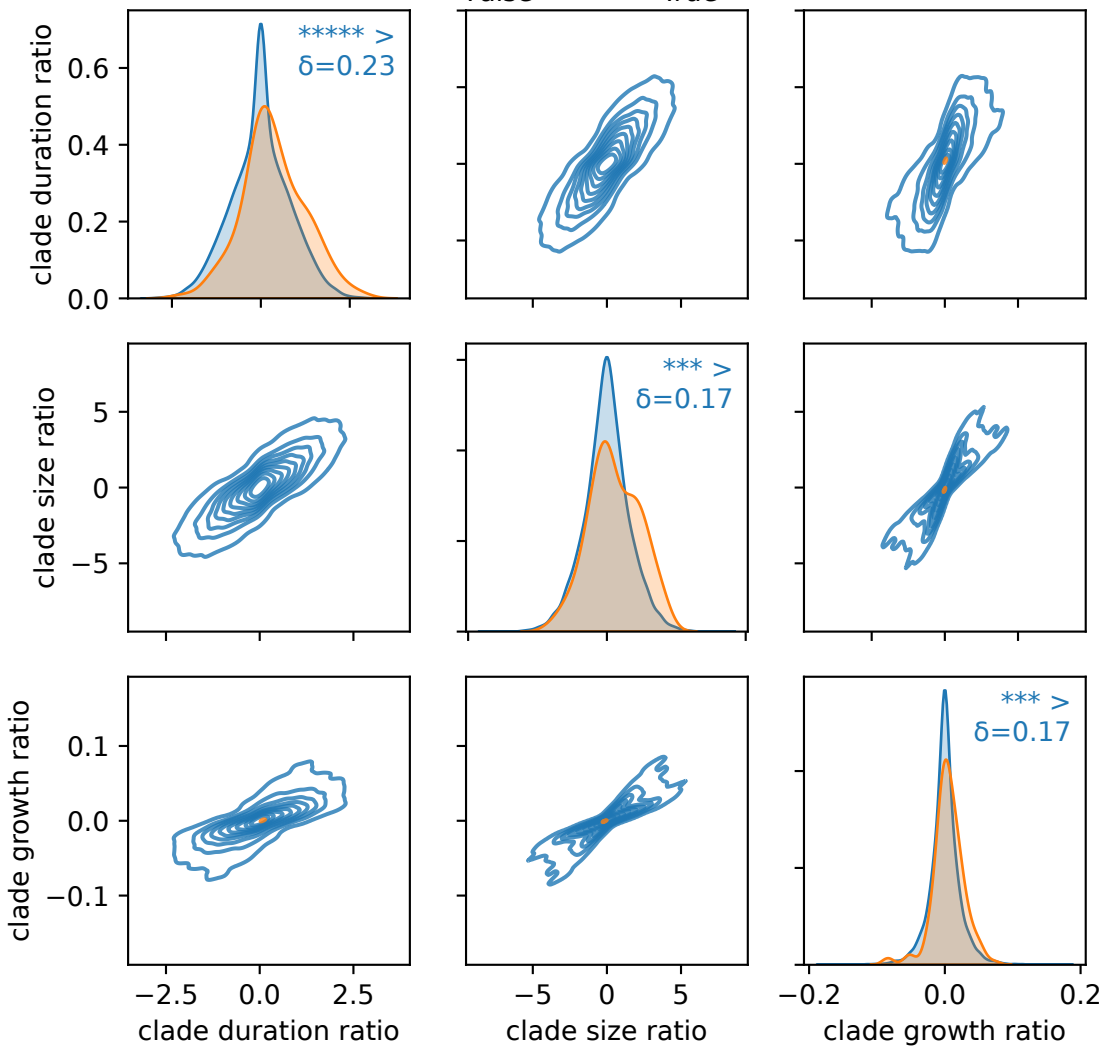 True
clade duration ratio
0.6
0.4
0.2
0.0
***** >
δ=0.23
clade size ratio
5
0
−5
*** >
δ=0.17
clade growth ratio
0.1
0.0
−0.1
*** >
δ=0.17
−2.5 0.0 2.5
−5 0 5
−0.2 0.0 0.2
clade duration ratio
clade size ratio
clade growth ratio